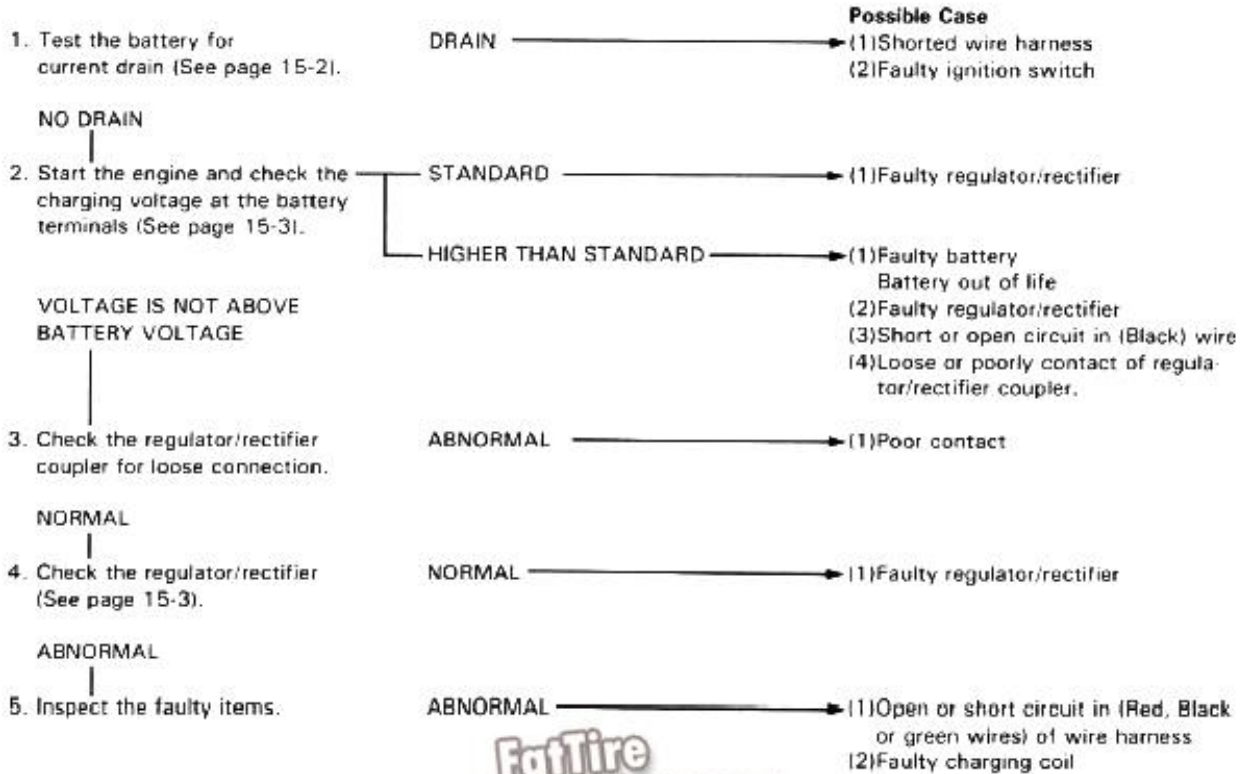 Possible Case
1. Test the battery for
current drain (See page 15-2).
DRAIN
(1)Shorted wire harness
(2)Faulty ignition switch
NO DRAIN
2. Start the engine and check the
charging voltage at the battery
terminals (See page 15-3).
STANDARD
(1)Faulty regulator/rectifier
HIGHER THAN STANDARD
(1)Faulty battery
Battery out of life
(2)Faulty regulator/rectifier
(3)Short or open circuit in (Black) wire
(4)Loose or poorly contact of regula-
tor/rectifier coupler.
VOLTAGE IS NOT ABOVE
BATTERY VOLTAGE
3. Check the regulator/rectifier
coupler for loose connection.
ABNORMAL
(1)Poor contact
NORMAL
4. Check the regulator/rectifier
(See page 15-3).
NORMAL
(1)Faulty regulator/rectifier
ABNORMAL
5. Inspect the faulty items.
ABNORMAL
(1)Open or short circuit in (Red, Black
or green wires) of wire harness
(2)Faulty charging coil
FatTire